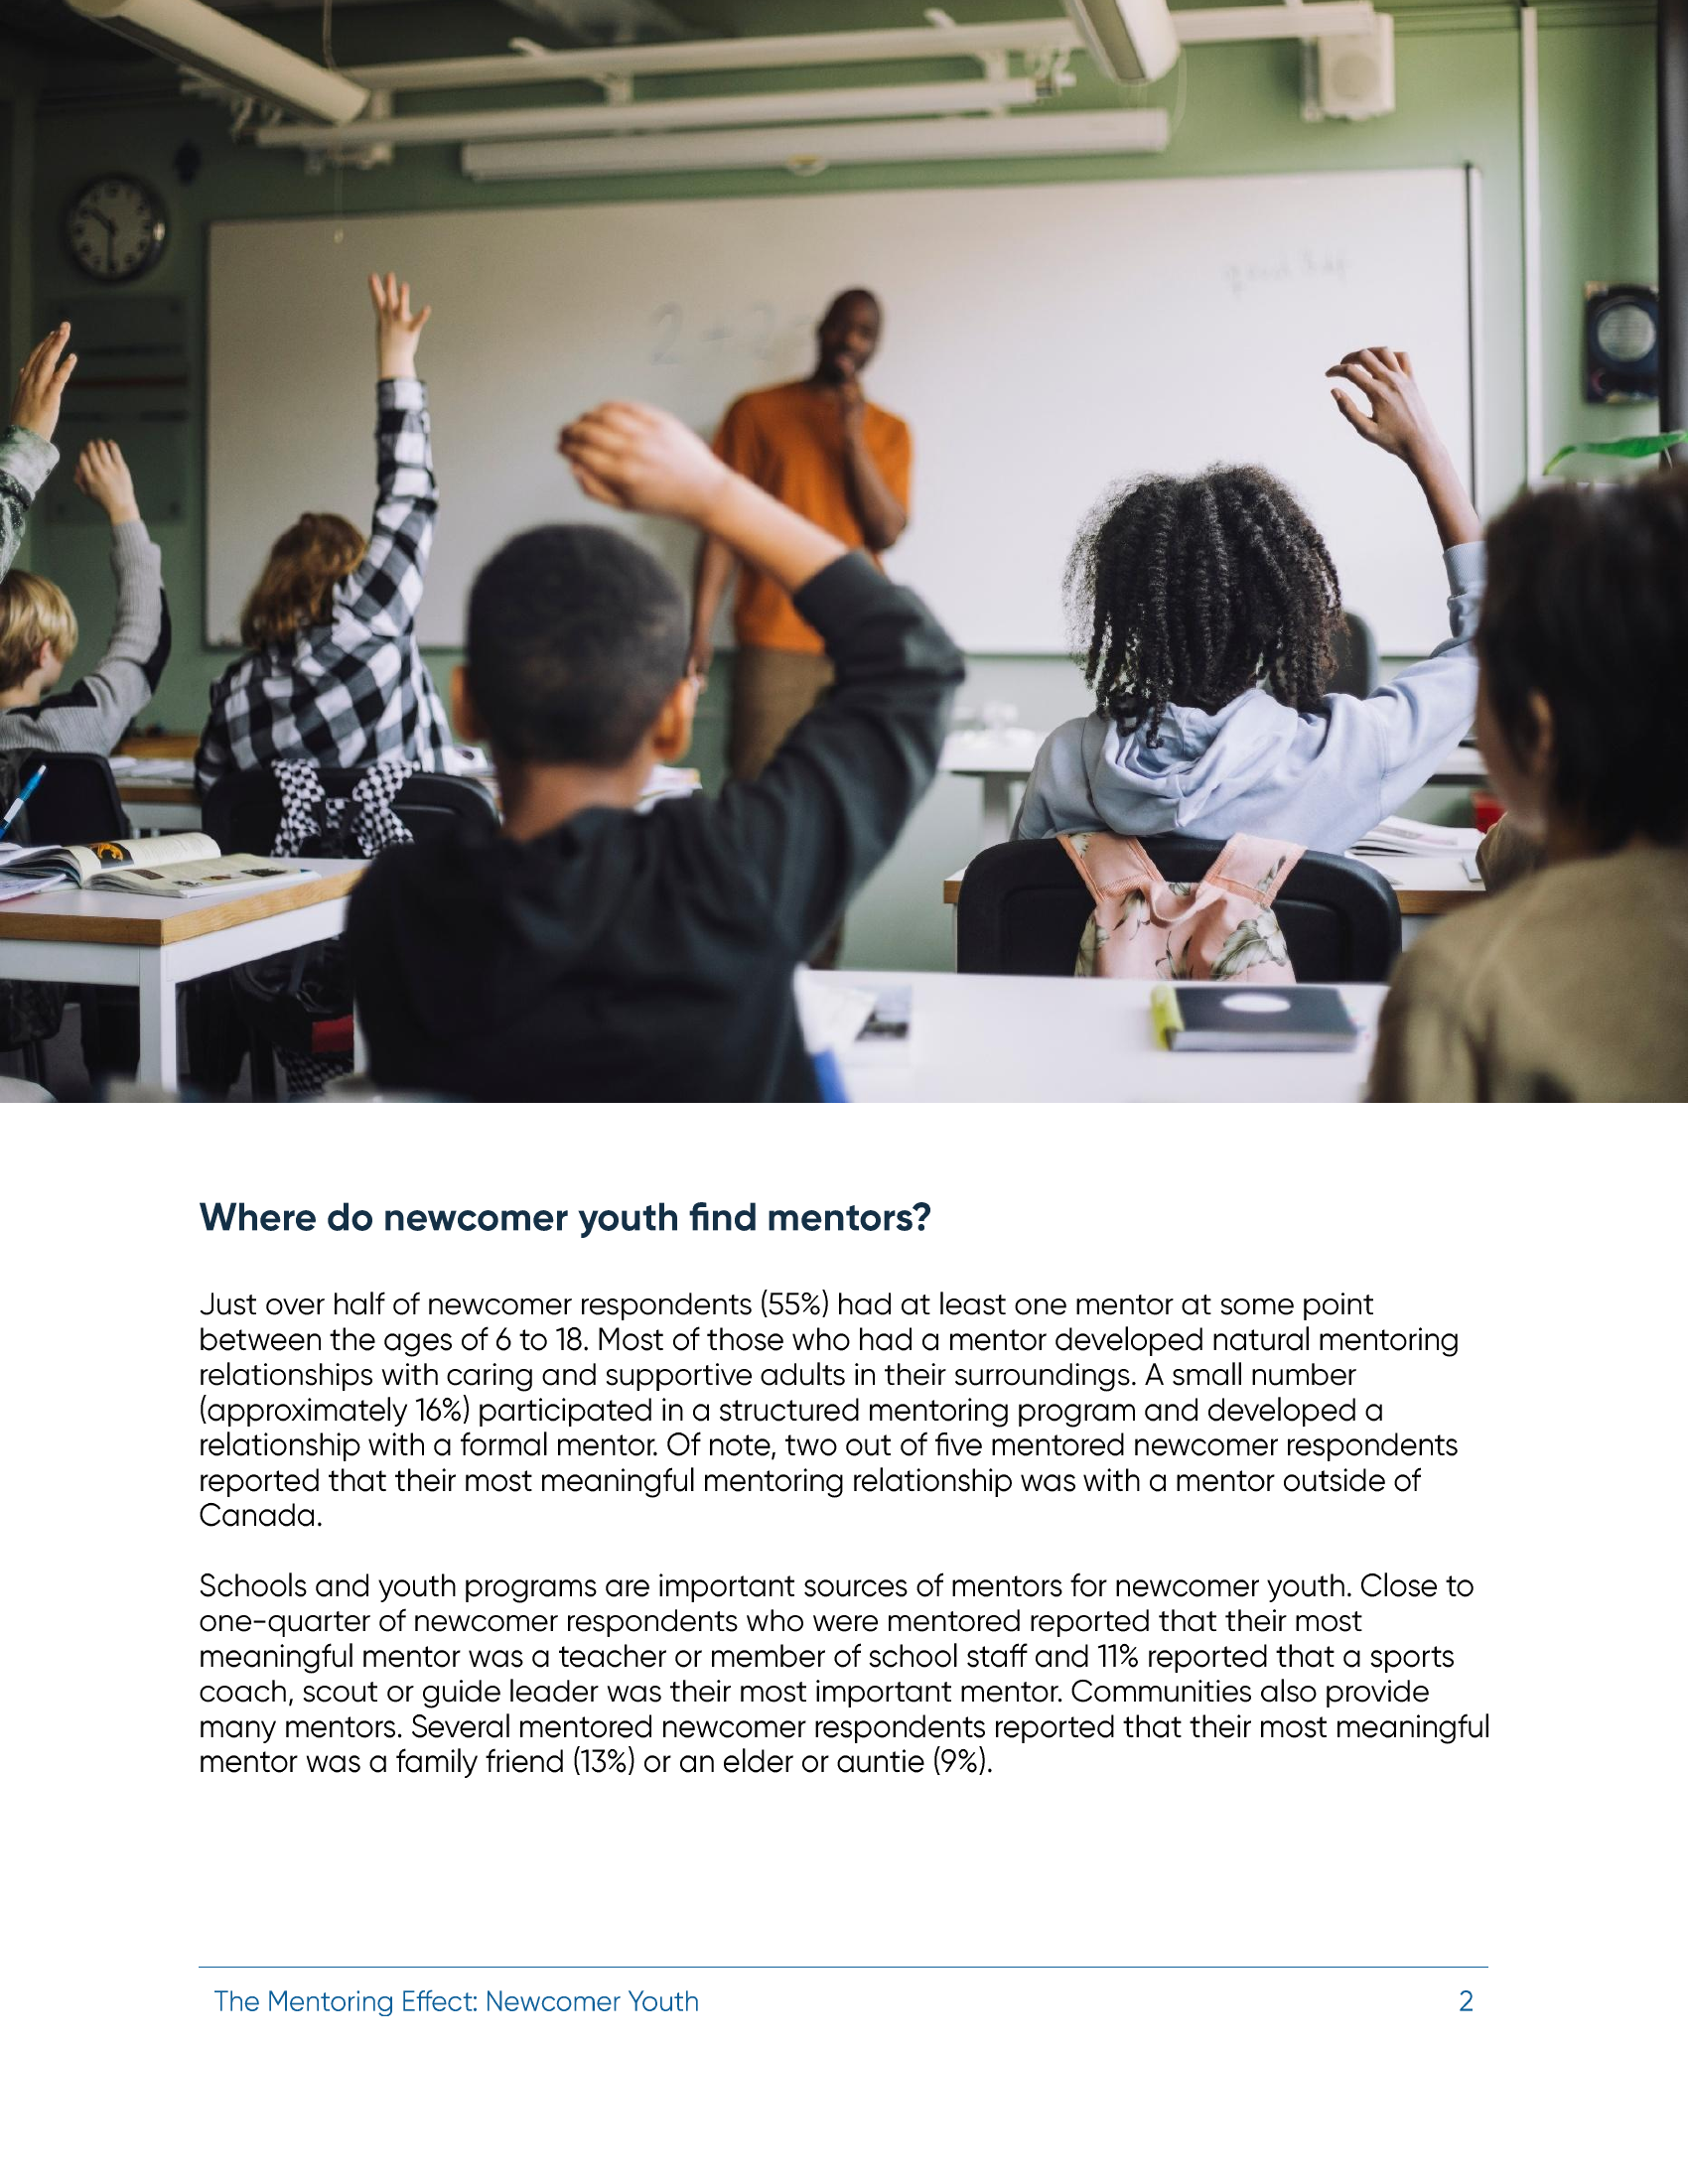 2 + 2
Where do newcomer youth find mentors?
Just over half of newcomer respondents (55%) had at least one mentor at some point
between the ages of 6 to 18. Most of those who had a mentor developed natural mentoring
relationships with caring and supportive adults in their surroundings. A small number
(approximately 16%) participated in a structured mentoring program and developed a
relationship with a formal mentor. Of note, two out of five mentored newcomer respondents
reported that their most meaningful mentoring relationship was with a mentor outside of
Canada.
Schools and youth programs are important sources of mentors for newcomer youth. Close to
one-quarter of newcomer respondents who were mentored reported that their most
meaningful mentor was a teacher or member of school staff and 11% reported that a sports
coach, scout or guide leader was their most important mentor. Communities also provide
many mentors. Several mentored newcomer respondents reported that their most meaningful
mentor was a family friend (13%) or an elder or auntie (9%).
The Mentoring Effect: Newcomer Youth 2